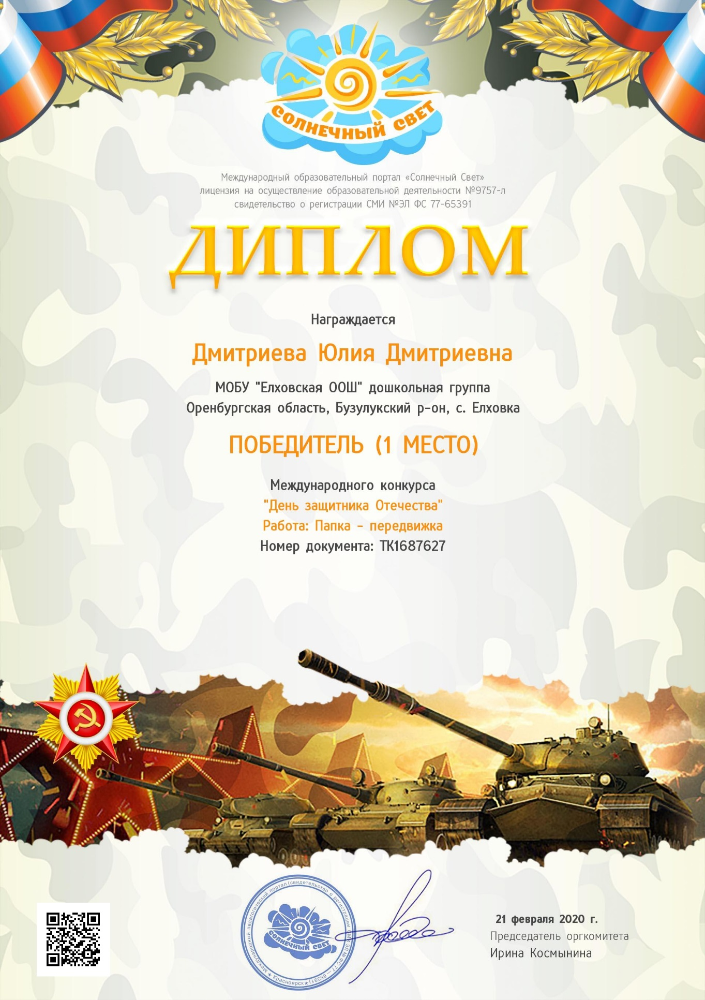 СОЛНЕЧНЫЙ СВЕТ
Международный образовательный портал «Солнечный Свет»
лицензия на осуществление образовательной деятельности №9757-л
свидетельство о регистрации СМИ №ЭЛ ФС 77-65391
ДИПЛОМ
Награждается
Дмитриева Юлия Дмитриевна
МОБУ "Елховская ООШ" дошкольная группа
Оренбургская область, Бузулукский р-он, с. Елховка
ПОБЕДИТЕЛЬ (1 МЕСТО)
Международного конкурса
"День защитника Отечества"
Работа: Папка - передвижка
Номер документа: ТК1687627
★ Международный педагогический портал (свидетельство о регистрации СМИ ЭЛ № ФС 77 – 65391) ★ Красноярск
СОЛНЕЧНЫЙ СВЕТ
21 февраля 2020 г.
Председатель оргкомитета
Ирина Космынина